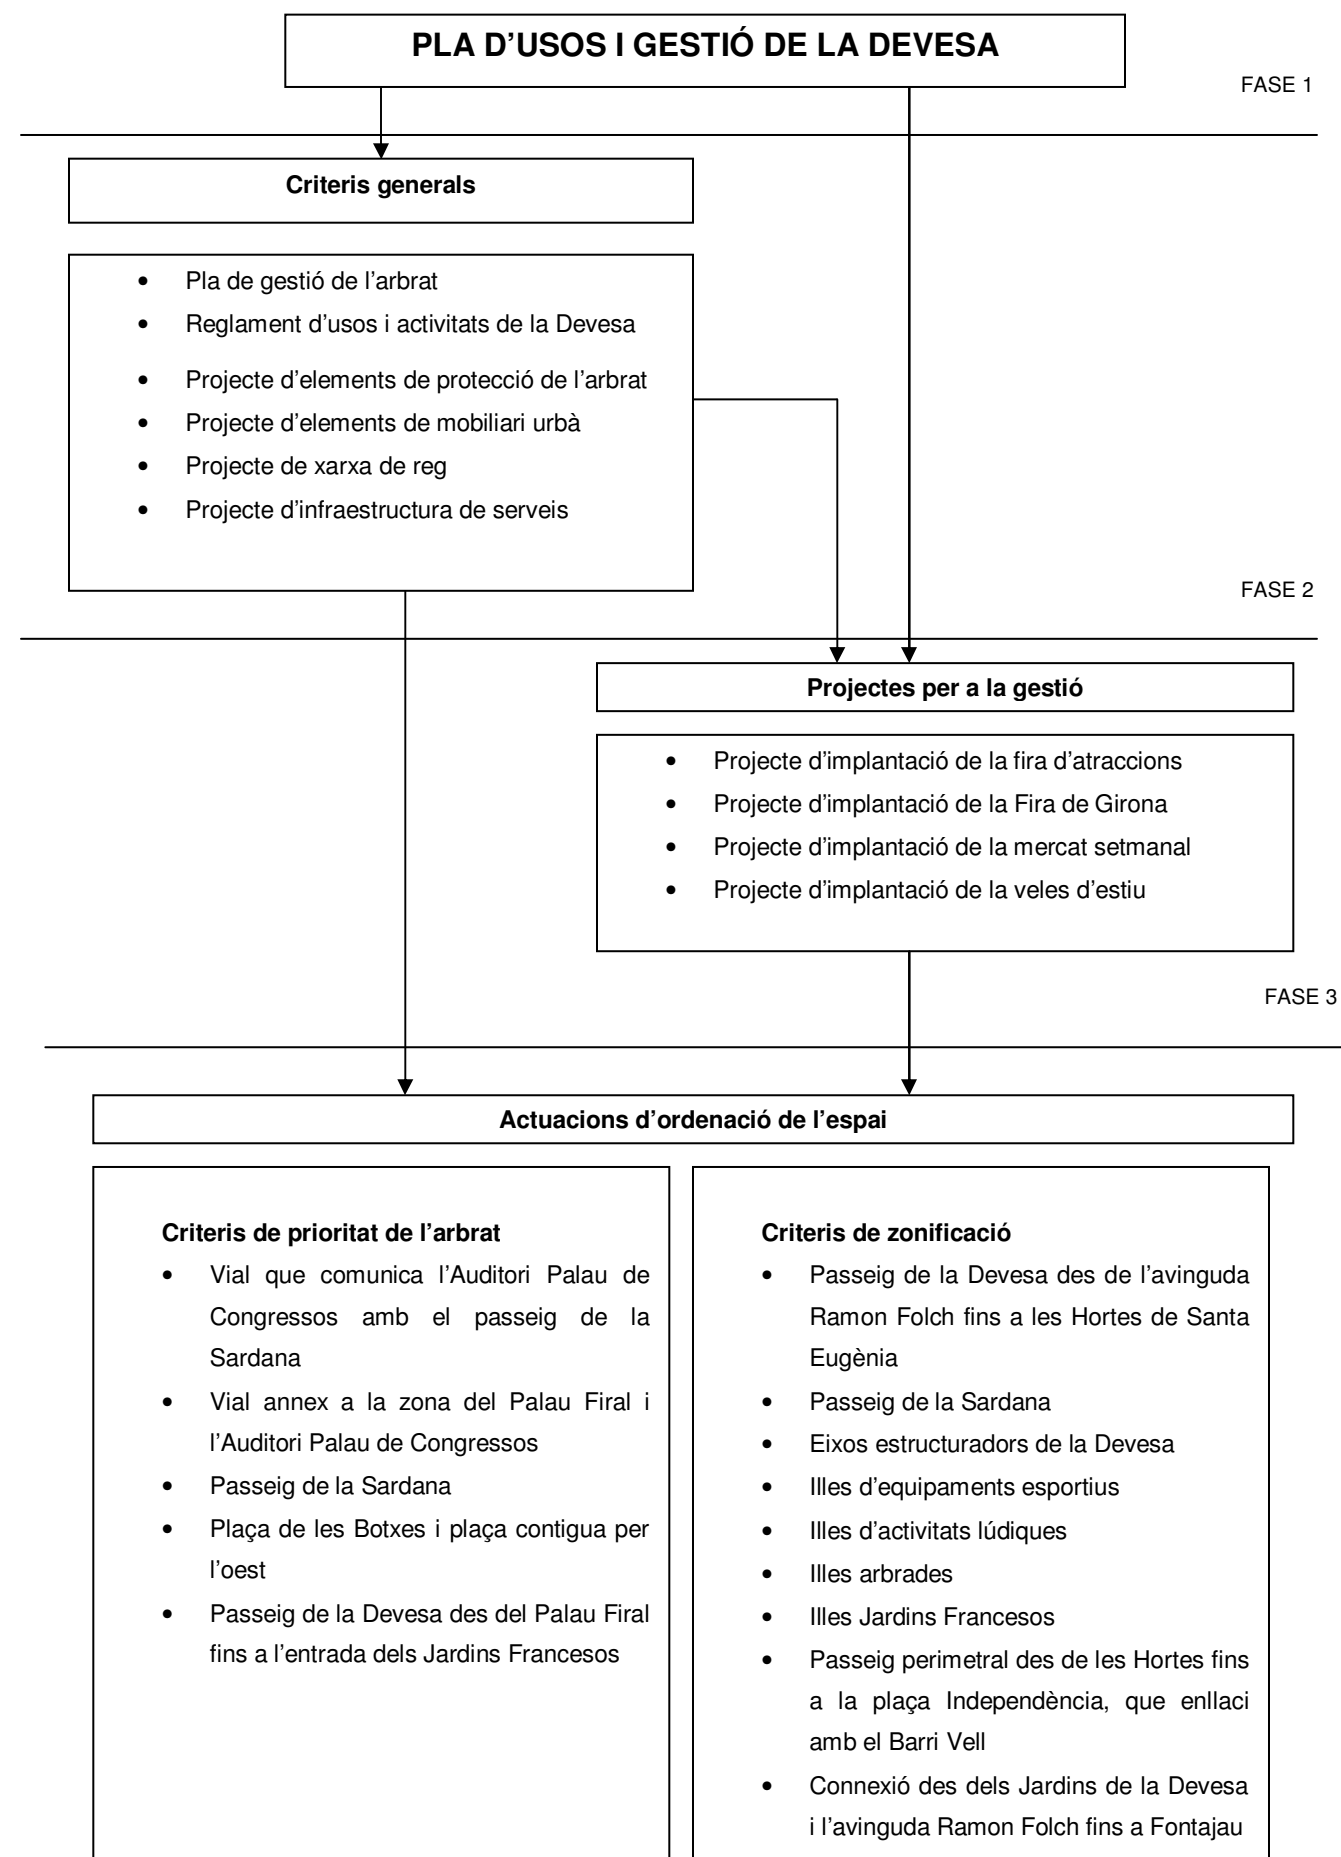 PLA D'USOS I GESTIÓ DE LA DEVESA
FASE 1
Criteris generals
• Pla de gestió de l'arbrat
• Reglament d'usos i activitats de la Devesa
• Projecte d'elements de protecció de l'arbrat
• Projecte d'elements de mobiliari urbà
• Projecte de xarxa de reg
• Projecte d'infraestructura de serveis
FASE 2
Projectes per a la gestió
• Projecte d'implantació de la fira d'atraccions
• Projecte d'implantació de la Fira de Girona
• Projecte d'implantació de la mercat setmanal
• Projecte d'implantació de la veles d'estiu
FASE 3
Actuacions d'ordenació de l'espai
Criteris de prioritat de l'arbrat
• Vial que comunica l'Auditori Palau de
Congressos amb el passeig de la
Sardana
• Vial annex a la zona del Palau Firal i
l'Auditori Palau de Congressos
• Passeig de la Sardana
• Plaça de les Botxes i plaça contigua per
l'oest
• Passeig de la Devesa des del Palau Firal
fins a l'entrada dels Jardins Francesos
Criteris de zonificació
• Passeig de la Devesa des de l'avinguda
Ramon Folch fins a les Hortes de Santa
Eugènia
• Passeig de la Sardana
• Eixos estructuradors de la Devesa
• Illes d'equipaments esportius
• Illes d'activitats lúdiques
• Illes arbrades
• Illes Jardins Francesos
• Passeig perimetral des de les Hortes fins
a la plaça Independència, que enllaci
amb el Barri Vell
• Connexió des dels Jardins de la Devesa
i l'avinguda Ramon Folch fins a Fontajau